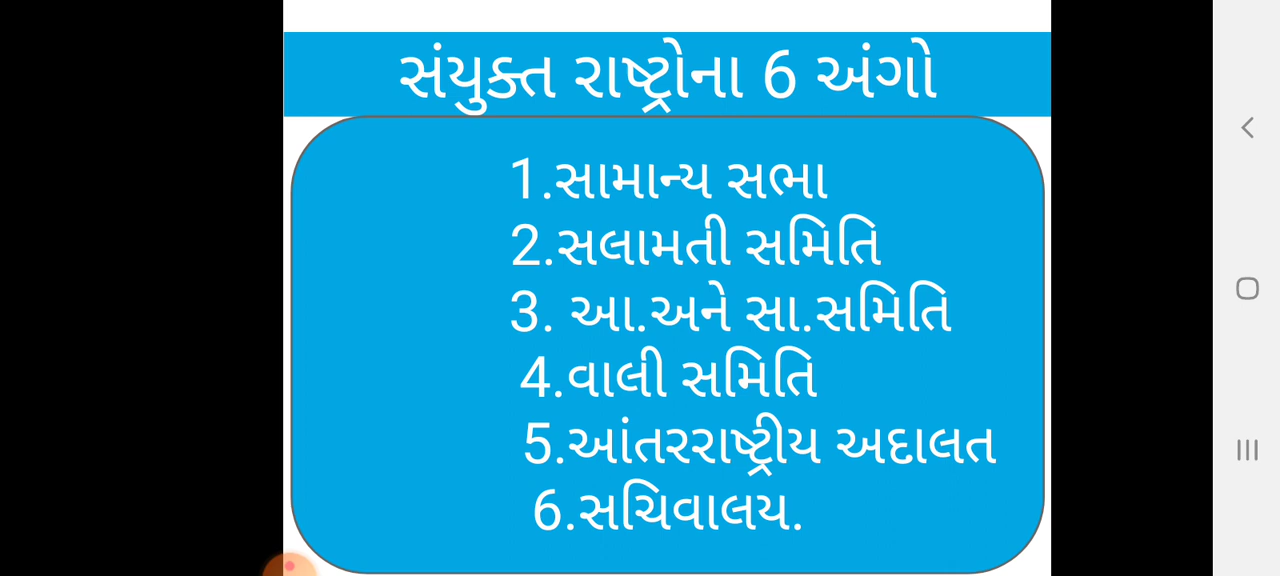 સંયુક્ત રાષ્ટ્રોના 6 અંગો
1.સામાન્ય સભા
2.સલામતી સમિતિ
3. આ.અને સા.સમિતિ
4.વાલી સમિતિ
5.આંતરરાષ્ટ્રીય અદાલત
6.સચિવાલય.